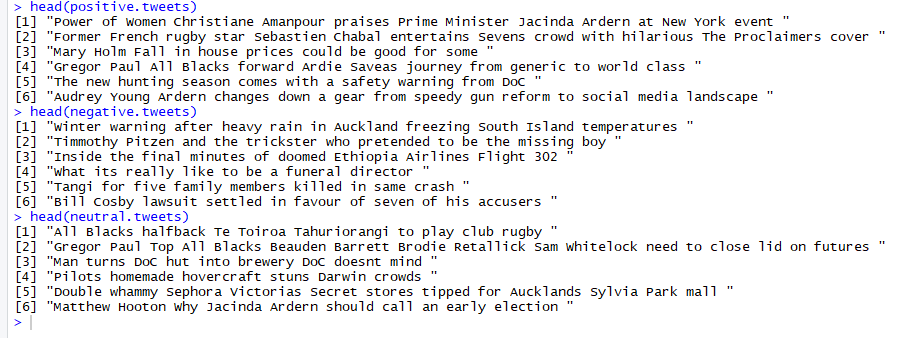 > head(positive.tweets)
[1] "Power of Women Christiane Amanpour praises Prime Minister Jacinda Ardern at New York event "
[2] "Former French rugby star Sebastien Chabal entertains Sevens crowd with hilarious The Proclaimers cover "
[3] "Mary Holm Fall in house prices could be good for some "
[4] "Gregor Paul All Blacks forward Ardie Saveas journey from generic to world class "
[5] "The new hunting season comes with a safety warning from DoC "
[6] "Audrey Young Ardern changes down a gear from speedy gun reform to social media landscape "
> head(negative.tweets)
[1] "Winter warning after heavy rain in Auckland freezing South Island temperatures "
[2] "Timmothy Pitzen and the trickster who pretended to be the missing boy "
[3] "Inside the final minutes of doomed Ethiopia Airlines Flight 302 "
[4] "What its really like to be a funeral director "
[5] "Tangi for five family members killed in same crash "
[6] "Bill Cosby lawsuit settled in favour of seven of his accusers "
> head(neutral.tweets)
[1] "All Blacks halfback Te Toiroa Tahuriorangi to play club rugby "
[2] "Gregor Paul Top All Blacks Beauden Barrett Brodie Retallick Sam Whitelock need to close lid on futures "
[3] "Man turns DoC hut into brewery DoC doesnt mind "
[4] "Pilots homemade hovercraft stuns Darwin crowds "
[5] "Double whammy Sephora Victorias Secret stores tipped for Aucklands Sylvia Park mall "
[6] "Matthew Hooton Why Jacinda Ardern should call an early election "
>